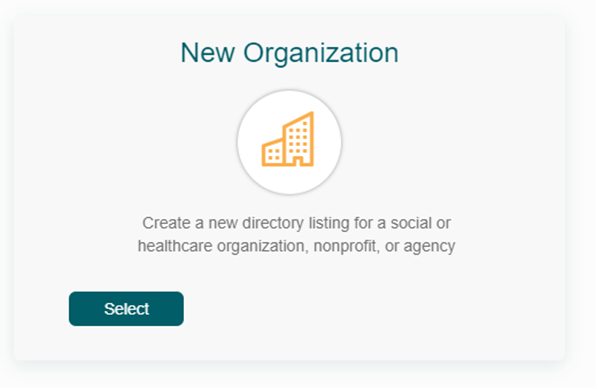 New Organization
Create a new directory listing for a social or
healthcare organization, nonprofit, or agency
Select